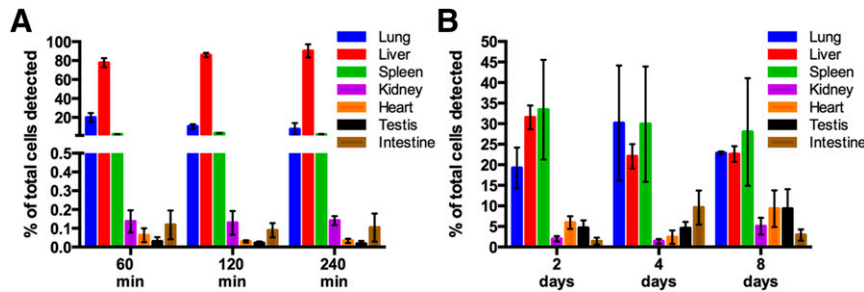 A
% of total cells detected
100
80
60
40
20
0.5
0.4
0.3
0.2
0.1
0.0
60
min
120
min
240
min
Lung
Liver
Spleen
Kidney
Heart
Testis
Intestine
B
% of total cells detected
50
45
40
35
30
25
20
15
10
5
0
2
days
4
days
8
days
Lung
Liver
Spleen
Kidney
Heart
Testis
Intestine